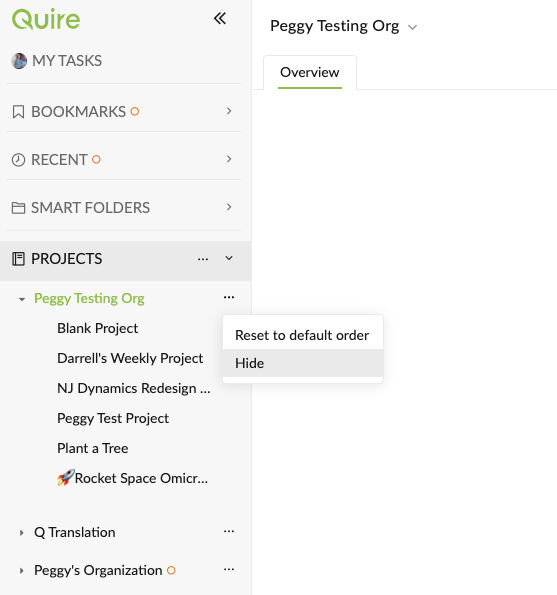 Quire
Peggy Testing Org
MY TASKS
Overview
BOOKMARKS
RECENT
SMART FOLDERS
PROJECTS
Peggy Testing Org
Blank Project
Reset to default order
Darrell's Weekly Project
Hide
NJ Dynamics Redesign ...
Peggy Test Project
Plant a Tree
🚀Rocket Space Omicr...
Q Translation
Peggy's Organization